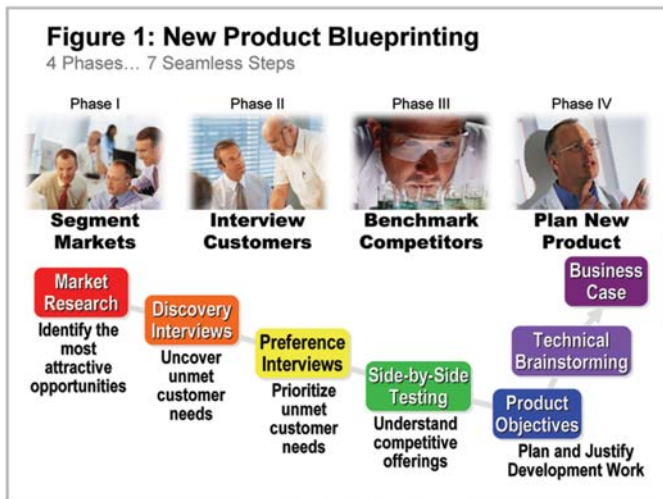 Figure 1: New Product Blueprinting
4 Phases... 7 Seamless Steps
Phase I
Phase II
Phase III
Phase IV
Segment
Markets
Interview
Customers
Benchmark
Competitors
Plan New
Product
Market
Research
Identify the
most
attractive
opportunities
Discovery
Interviews
Uncover
unmet
customer
needs
Preference
Interviews
Prioritize
unmet
customer
needs
Side-by-Side
Testing
Understand
competitive
offerings
Product
Objectives
Technical
Brainstorming
Business
Case
Plan and Justify
Development Work